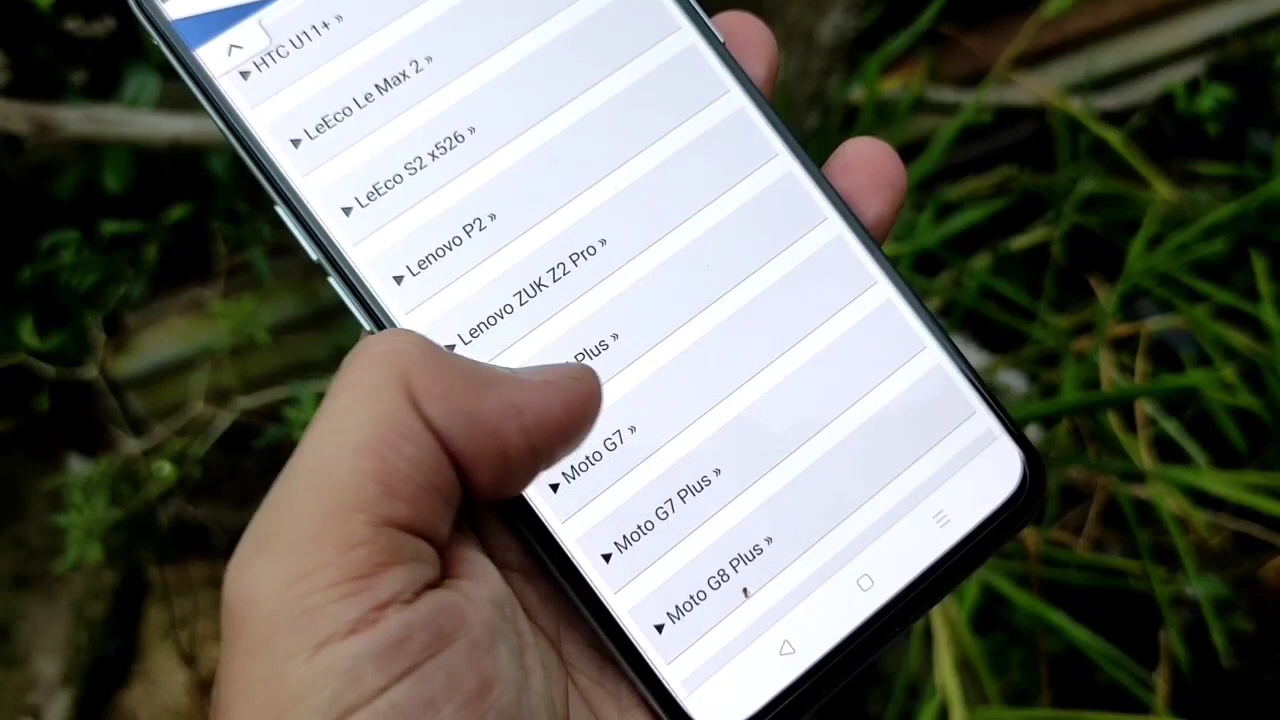 ▶ HTC U11+ »
▶ LeEco Le Max 2 »
▶ LeEco S2 x526 »
▶ Lenovo P2 »
▶ Lenovo ZUK Z2 Pro »
Plus »
▶ Moto G7 »
▶ Moto G7 Plus »
▶ Moto G8 Plus »